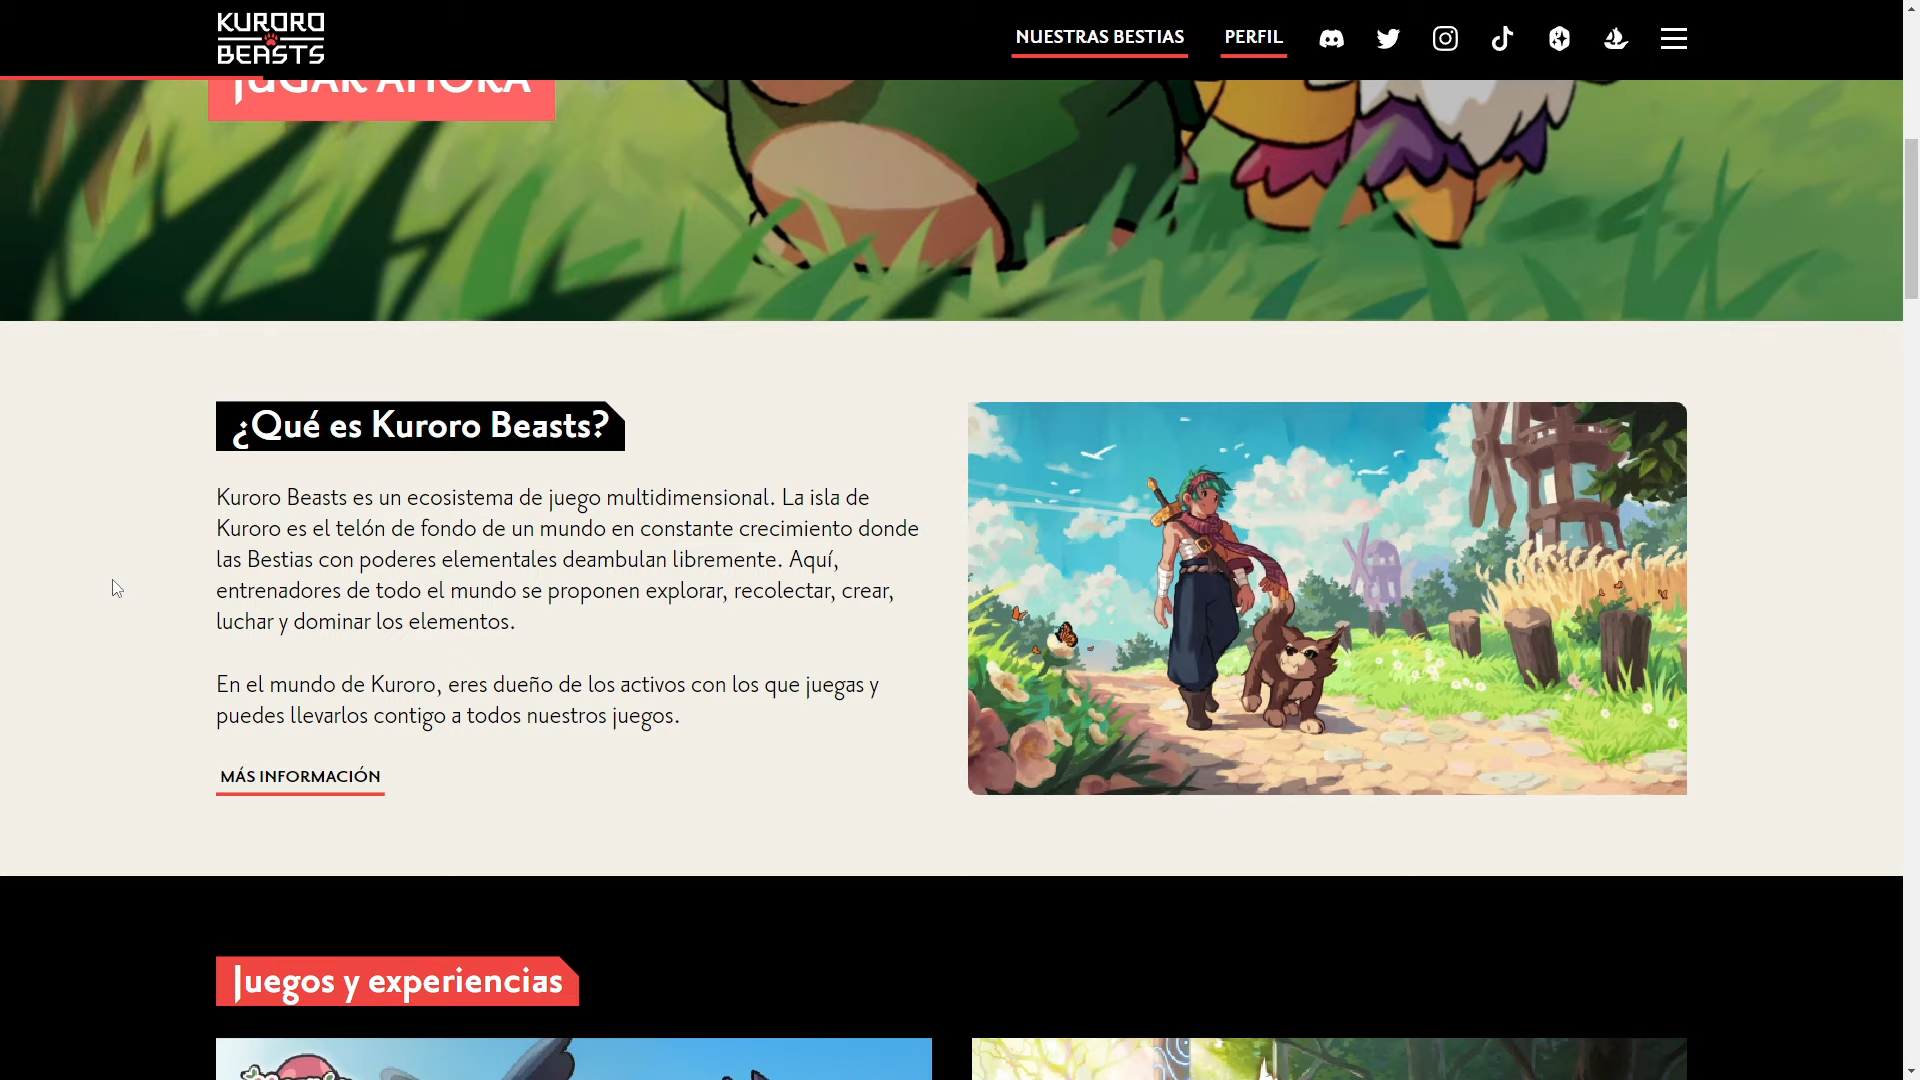 KURORO
BEASTS
NUESTRAS BESTIAS
PERFIL
JUGAR AHORA
¿Qué es Kuroro Beasts?
Kuroro Beasts es un ecosistema de juego multidimensional. La isla de
Kuroro es el telón de fondo de un mundo en constante crecimiento donde
las Bestias con poderes elementales deambulan libremente. Aquí,
entrenadores de todo el mundo se proponen explorar, recolectar, crear,
luchar y dominar los elementos.
En el mundo de Kuroro, eres dueño de los activos con los que juegas y
puedes llevarlos contigo a todos nuestros juegos.
MÁS INFORMACIÓN
Juegos y experiencias